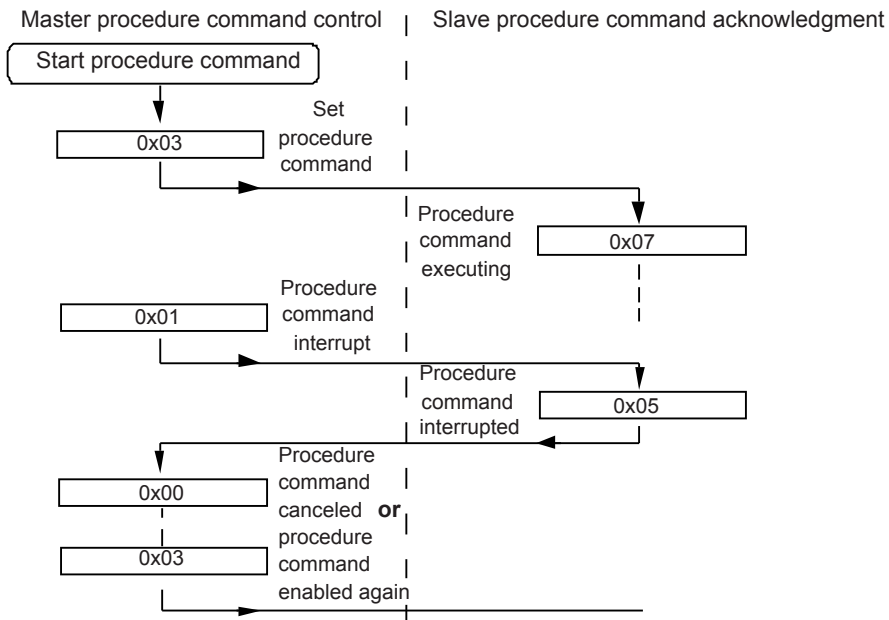 Master procedure command control
Slave procedure command acknowledgment
Start procedure command
Set
procedure
command
0x03
Procedure
command
executing
0x07
Procedure
command
interrupt
0x01
Procedure
command
interrupted
0x05
Procedure
command
canceled or
procedure
command
enabled again
0x00
0x03